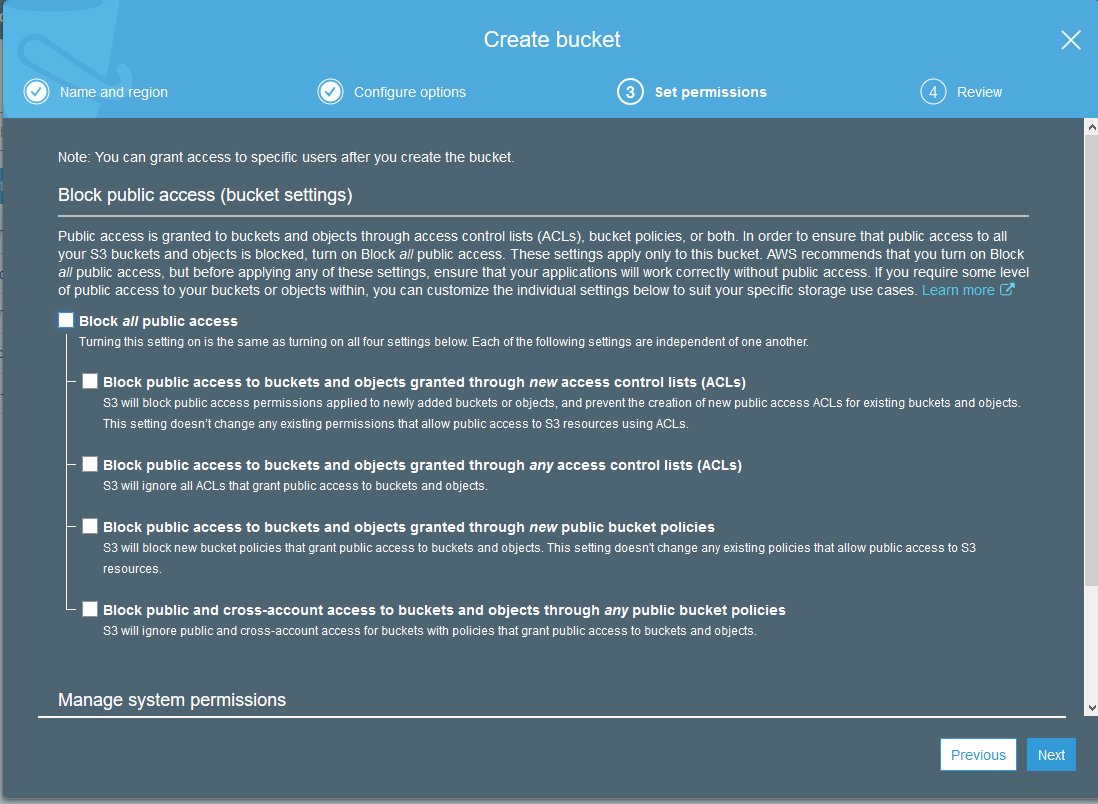 Create bucket
Name and region
Configure options
3 Set permissions
4 Review
Note: You can grant access to specific users after you create the bucket.
Block public access (bucket settings)
Public access is granted to buckets and objects through access control lists (ACLs), bucket policies, or both. In order to ensure that public access to all
your S3 buckets and objects is blocked, turn on Block all public access. These settings apply only to this bucket. AWS recommends that you turn on Block
all public access, but before applying any of these settings, ensure that your applications will work correctly without public access. If you require some level
of public access to your buckets or objects within, you can customize the individual settings below to suit your specific storage use cases. Learn more
Block all public access
Turning this setting on is the same as turning on all four settings below. Each of the following settings are independent of one another.
Block public access to buckets and objects granted through new access control lists (ACLs)
S3 will block public access permissions applied to newly added buckets or objects, and prevent the creation of new public access ACLs for existing buckets and objects.
This setting doesn't change any existing permissions that allow public access to S3 resources using ACLs.
Block public access to buckets and objects granted through any access control lists (ACLs)
S3 will ignore all ACLs that grant public access to buckets and objects.
Block public access to buckets and objects granted through new public bucket policies
S3 will block new bucket policies that grant public access to buckets and objects. This setting doesn't change any existing policies that allow public access to S3
resources.
Block public and cross-account access to buckets and objects through any public bucket policies
S3 will ignore public and cross-account access for buckets with policies that grant public access to buckets and objects.
Manage system permissions
Previous
Next